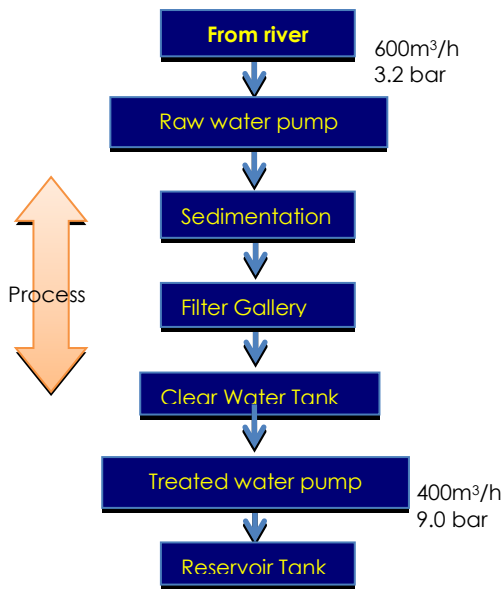 From river
600m³/h
3.2 bar
Raw water pump
Sedimentation
Process
Filter Gallery
Clear Water Tank
Treated water pump
400m³/h
9.0 bar
Reservoir Tank